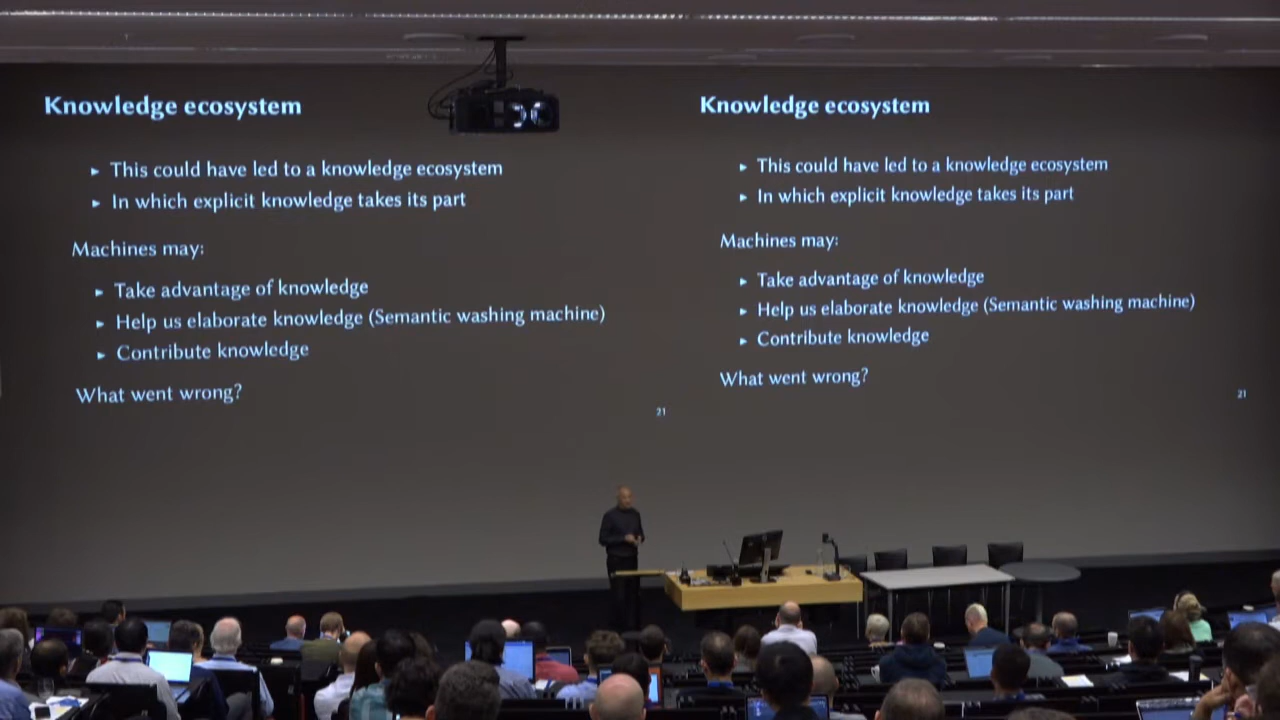 Knowledge ecosystem
▸ This could have led to a knowledge ecosystem
▸ In which explicit knowledge takes its part
Machines may:
▸ Take advantage of knowledge
▸ Help us elaborate knowledge (Semantic washing machine)
▸ Contribute knowledge
What went wrong?
21
Knowledge ecosystem
▸ This could have led to a knowledge ecosystem
▸ In which explicit knowledge takes its part
Machines may:
▸ Take advantage of knowledge
▸ Help us elaborate knowledge (Semantic washing machine)
▸ Contribute knowledge
What went wrong?
21